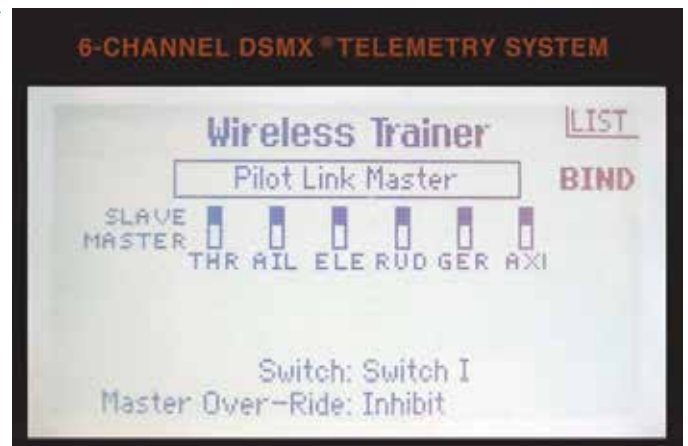 6-CHANNEL DSMX ® TELEMETRY SYSTEM
Wireless Trainer
LIST
Pilot Link Master
BIND
SLAVE
MASTER
THR AIL ELE RUD GER AX1
Switch: Switch I
Master Over-Ride: Inhibit